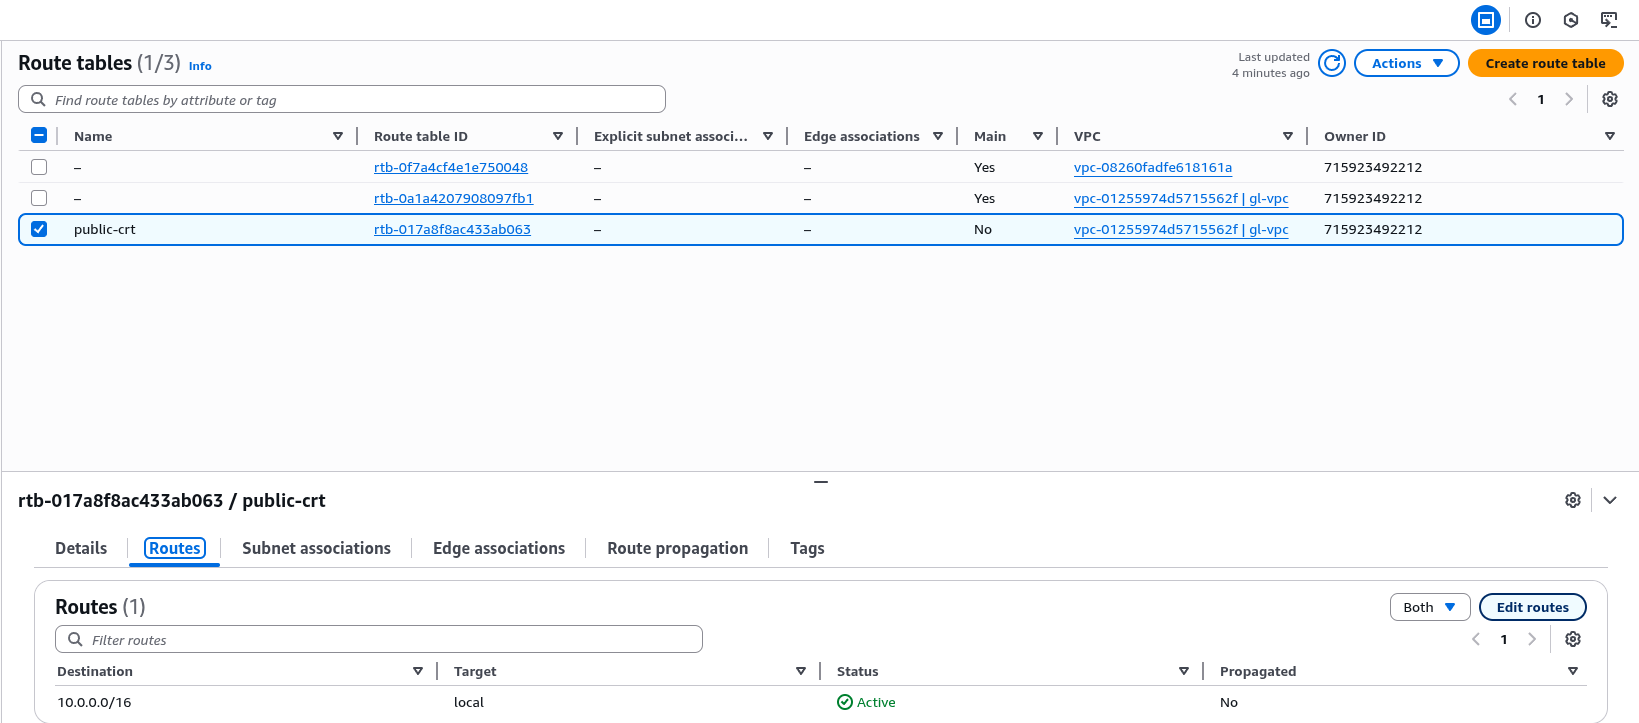 Route tables (1/3) Info
Last updated
4 minutes ago
Actions
Create route table
Find route tables by attribute or tag
1
Name Route table ID Explicit subnet associ... Edge associations Main VPC Owner ID
– rtb-0f7a4cf4e1e750048 – – Yes vpc-08260fadfe618161a 715923492212
– rtb-0a1a4207908097fb1 – – Yes vpc-01255974d5715562f | gl-vpc 715923492212
public-crt rtb-017a8f8ac433ab063 – – No vpc-01255974d5715562f | gl-vpc 715923492212
rtb-017a8f8ac433ab063 / public-crt
Details Routes Subnet associations Edge associations Route propagation Tags
Routes (1)
Both
Edit routes
Filter routes
1
Destination Target Status Propagated
10.0.0.0/16 local Active No